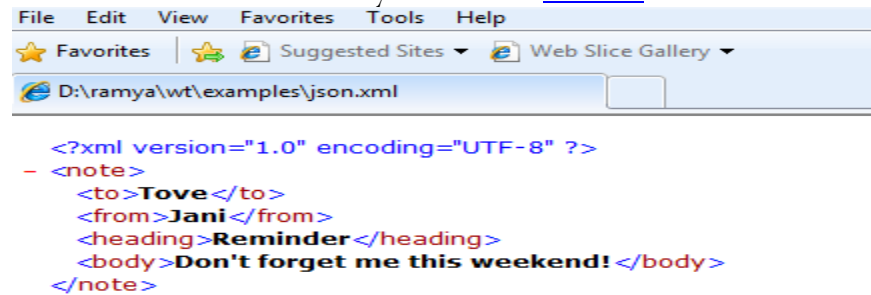 File Edit View Favorites Tools Help
Favorites Suggested Sites ▼ Web Slice Gallery ▼
D:\ramya\wt\examples\json.xml
<?xml version="1.0" encoding="UTF-8" ?>
- <note>
<to>Tove</to>
<from>Jani</from>
<heading>Reminder</heading>
<body>Don't forget me this weekend!</body>
</note>